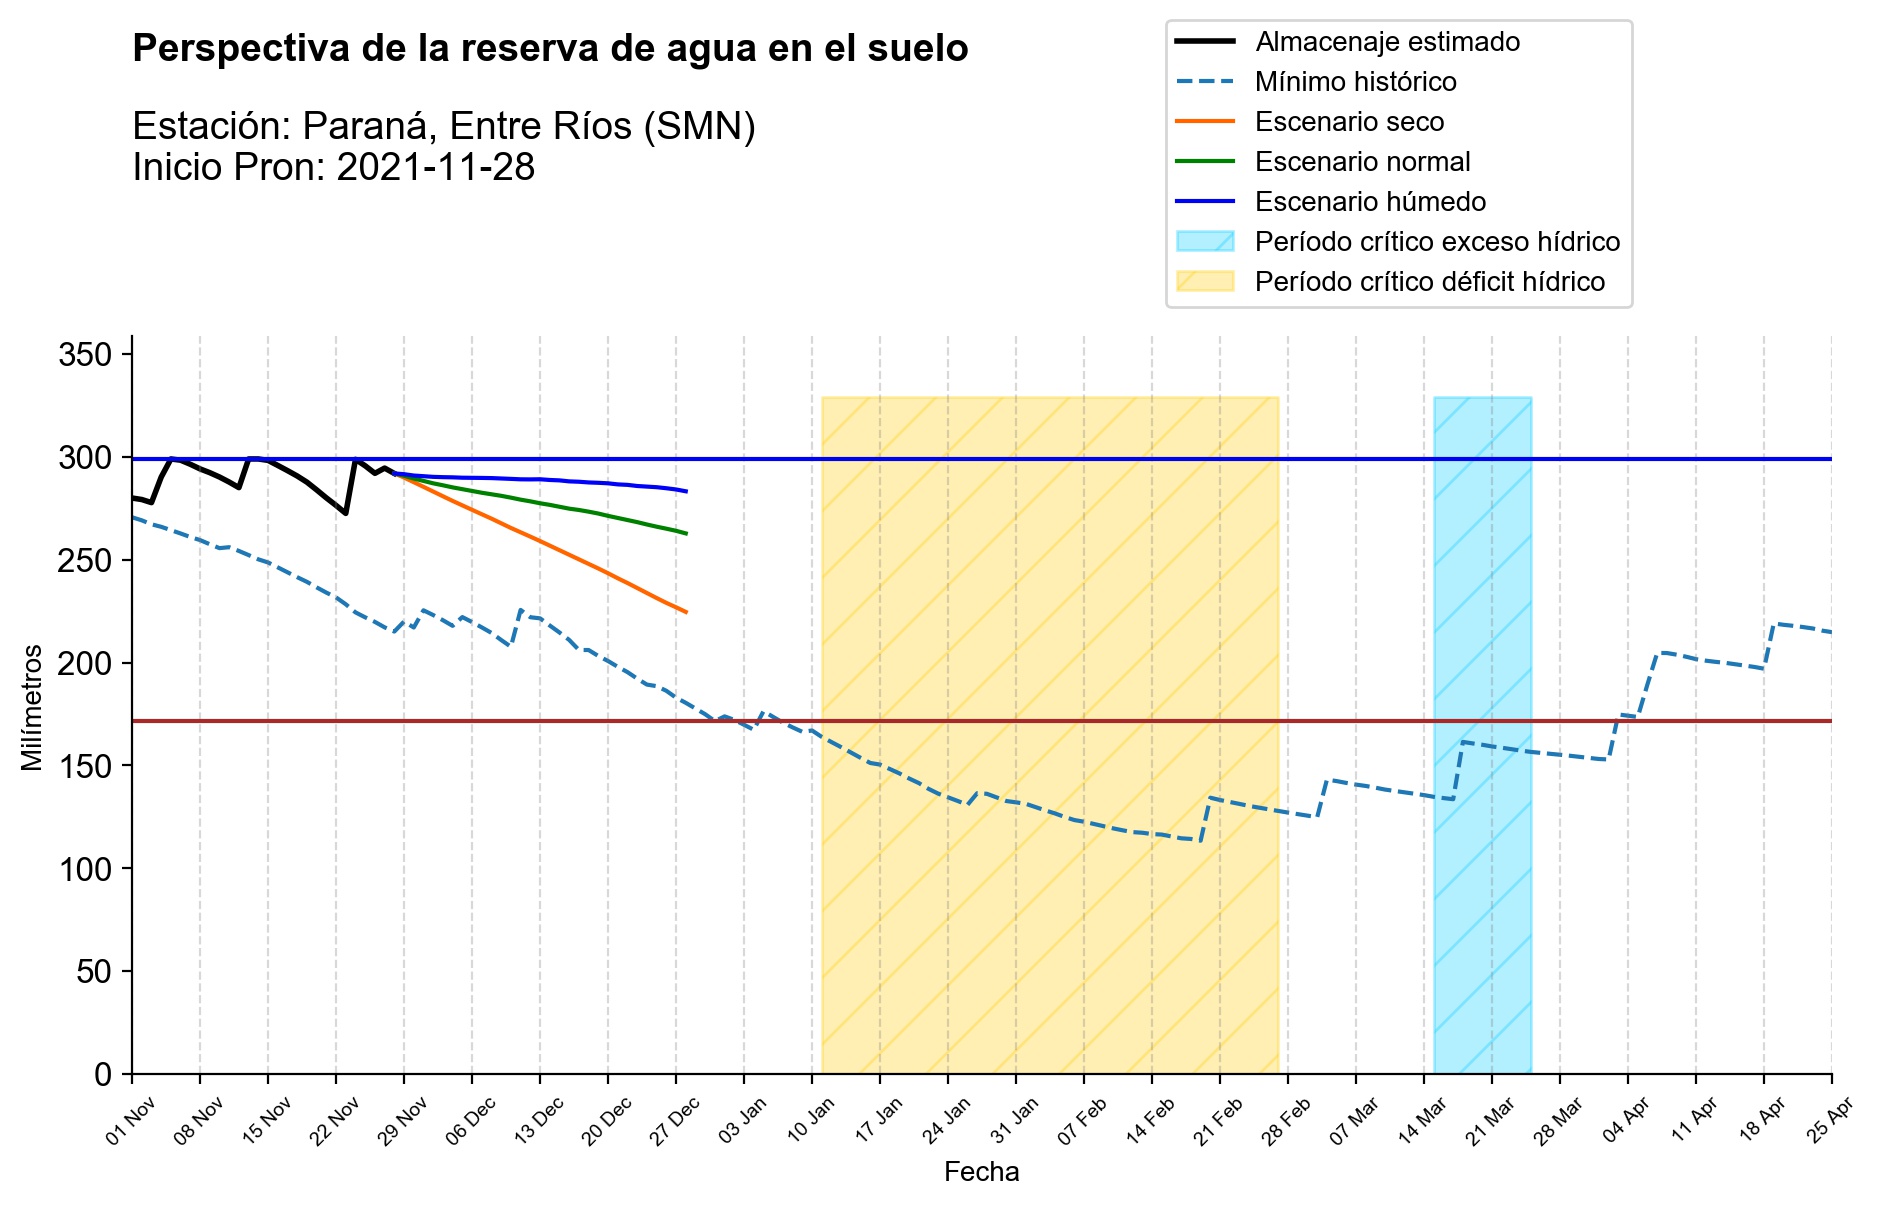 Perspectiva de la reserva de agua en el suelo
Estación: Paraná, Entre Ríos (SMN)
Inicio Pron: 2021-11-28
Almacenaje estimado
Mínimo histórico
Escenario seco
Escenario normal
Escenario húmedo
Período crítico exceso hídrico
Período crítico déficit hídrico
350
300
250
200
150
100
50
0
Milímetros
01 Nov
08 Nov
15 Nov
22 Nov
29 Nov
06 Dec
13 Dec
20 Dec
27 Dec
03 Jan
10 Jan
17 Jan
24 Jan
31 Jan
07 Feb
14 Feb
21 Feb
28 Feb
07 Mar
14 Mar
21 Mar
28 Mar
04 Apr
11 Apr
18 Apr
25 Apr
Fecha